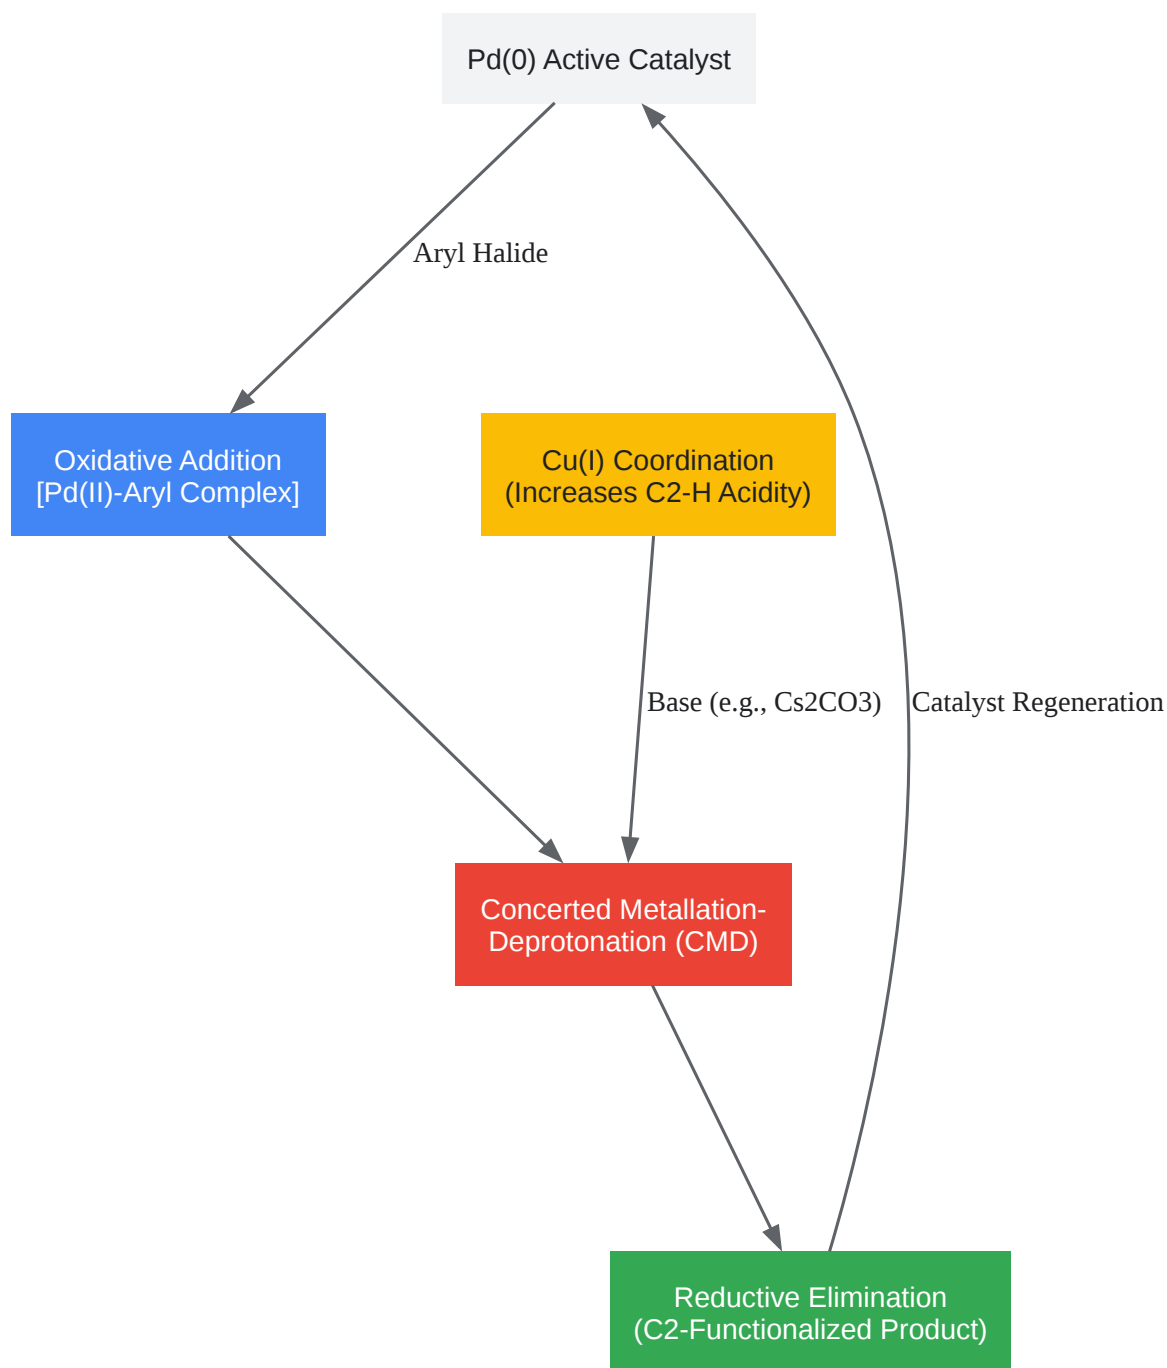 Pd(0) Active Catalyst
Aryl Halide
Oxidative Addition
[Pd(II)-Aryl Complex]
Cu(I) Coordination
(Increases C2-H Acidity)
Base (e.g., Cs2CO3)
Catalyst Regeneration
Concerted Metallation-
Deprotonation (CMD)
Reductive Elimination
(C2-Functionalized Product)